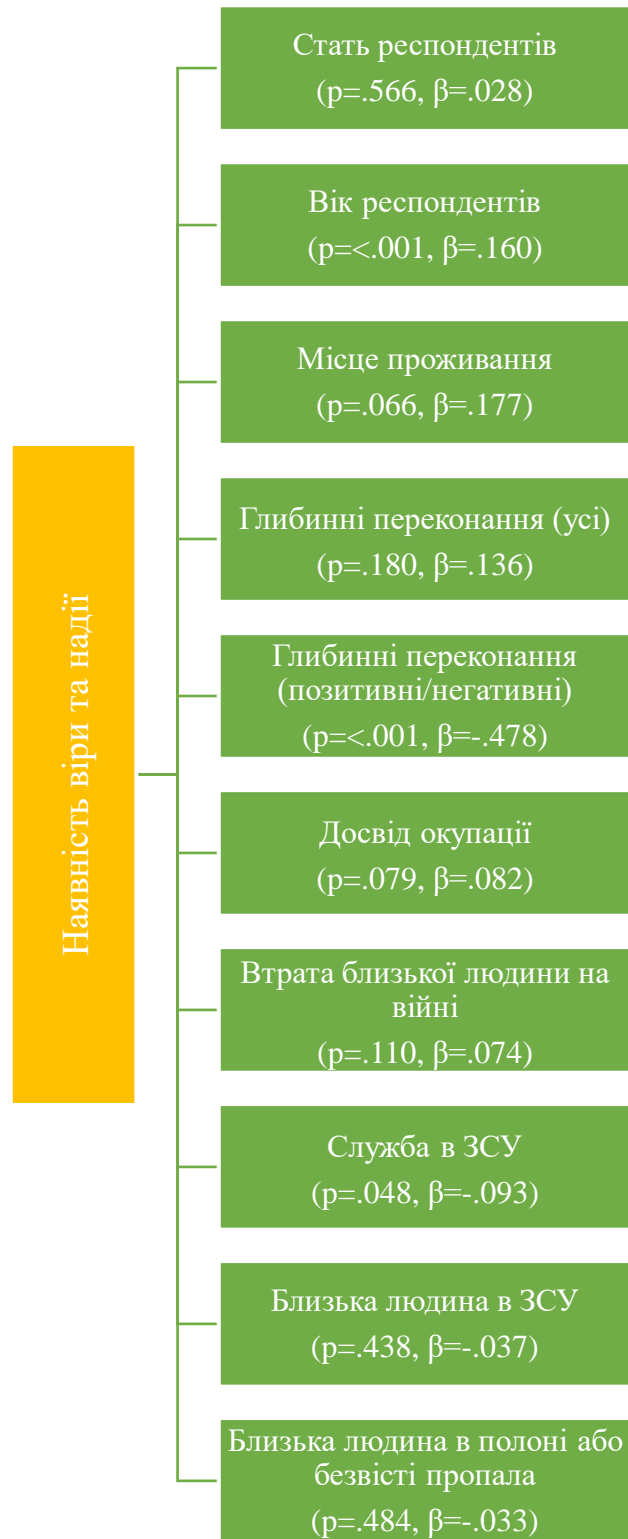 Наявність віри та надії
Стать респондентів
(p=.566, β=.028)
Вік респондентів
(p=<.001, β=.160)
Місце проживання
(p=.066, β=.177)
Глибинні переконання (усі)
(p=.180, β=.136)
Глибинні переконання
(позитивні/негативні)
(p=<.001, β=-.478)
Досвід окупації
(p=.079, β=.082)
Втрата близької людини на
війні
(p=.110, β=.074)
Служба в ЗСУ
(p=.048, β=-.093)
Близька людина в ЗСУ
(p=.438, β=-.037)
Близька людина в полоні або
безвісті пропала
(p=.484, β=-.033)